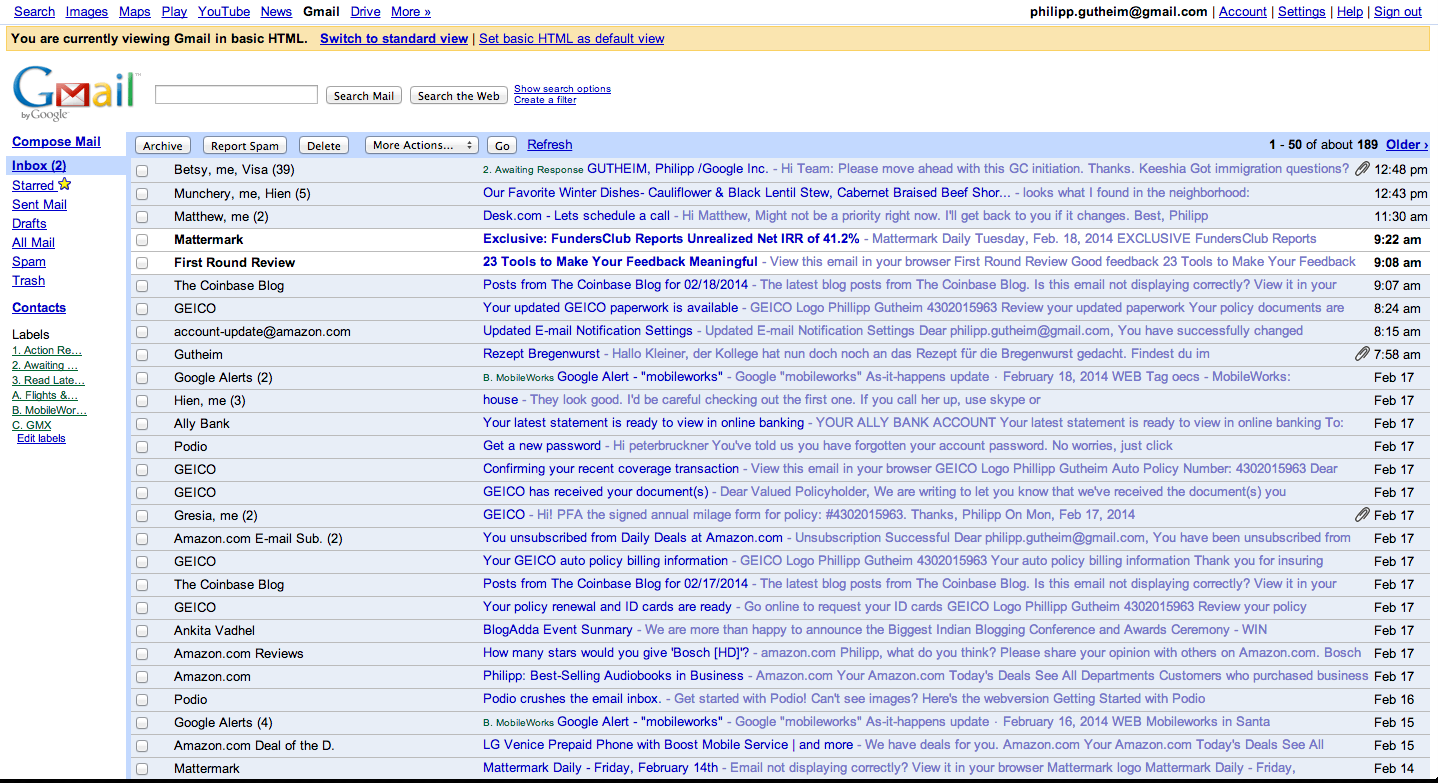 Search Images Maps Play YouTube News Gmail Drive More »
philipp.gutheim@gmail.com | Account | Settings | Help | Sign out
You are currently viewing Gmail in basic HTML. Switch to standard view | Set basic HTML as default view
Gmail™
by Google™
Search Mail Search the Web
Show search options
Create a filter
Compose Mail
Inbox (2)
Starred
Sent Mail
Drafts
All Mail
Spam
Trash
Contacts
Labels
1. Action Re...
2. Awaiting ...
3. Read Late...
A. Flights &...
B. MobileWor...
C. GMX
Edit labels
Archive Report Spam Delete More Actions... Go Refresh 1 - 50 of about 189 Older ›
Betsy, me, Visa (39) 2. Awaiting Response GUTHEIM, Philipp /Google Inc. - Hi Team: Please move ahead with this GC initiation. Thanks. Keeshia Got immigration questions? 12:48 pm
Munchery, me, Hien (5) Our Favorite Winter Dishes- Cauliflower & Black Lentil Stew, Cabernet Braised Beef Shor... - looks what I found in the neighborhood: 12:43 pm
Matthew, me (2) Desk.com - Lets schedule a call - Hi Matthew, Might not be a priority right now. I'll get back to you if it changes. Best, Philipp 11:30 am
Mattermark Exclusive: FundersClub Reports Unrealized Net IRR of 41.2% - Mattermark Daily Tuesday, Feb. 18, 2014 EXCLUSIVE FundersClub Reports 9:22 am
First Round Review 23 Tools to Make Your Feedback Meaningful - View this email in your browser First Round Review Good feedback 23 Tools to Make Your Feedback 9:08 am
The Coinbase Blog Posts from The Coinbase Blog for 02/18/2014 - The latest blog posts from The Coinbase Blog. Is this email not displaying correctly? View it in your 9:07 am
GEICO Your updated GEICO paperwork is available - GEICO Logo Phillipp Gutheim 4302015963 Review your updated paperwork Your policy documents are 8:24 am
account-update@amazon.com Updated E-mail Notification Settings - Updated E-mail Notification Settings Dear philipp.gutheim@gmail.com, You have successfully changed 8:15 am
Gutheim Rezept Bregenwurst - Hallo Kleiner, der Kollege hat nun doch noch an das Rezept für die Bregenwurst gedacht. Findest du im 7:58 am
Google Alerts (2) B. MobileWorks Google Alert - "mobileworks" - Google "mobileworks" As-it-happens update · February 18, 2014 WEB Tag oecs - MobileWorks: Feb 17
Hien, me (3) house - They look good. I'd be careful checking out the first one. If you call her up, use skype or Feb 17
Ally Bank Your latest statement is ready to view in online banking - YOUR ALLY BANK ACCOUNT Your latest statement is ready to view in online banking To: Feb 17
Podio Get a new password - Hi peterbruckner You've told us you have forgotten your account password. No worries, just click Feb 17
GEICO Confirming your recent coverage transaction - View this email in your browser GEICO Logo Phillipp Gutheim Auto Policy Number: 4302015963 Dear Feb 17
GEICO GEICO has received your document(s) - Dear Valued Policyholder, We are writing to let you know that we've received the document(s) you Feb 17
Gresia, me (2) GEICO - Hi! PFA the signed annual milage form for policy: #4302015963. Thanks, Philipp On Mon, Feb 17, 2014 Feb 17
Amazon.com E-mail Sub. (2) You unsubscribed from Daily Deals at Amazon.com - Unsubscription Successful Dear philipp.gutheim@gmail.com, You have been unsubscribed from Feb 17
GEICO Your GEICO auto policy billing information - GEICO Logo Phillipp Gutheim 4302015963 Your auto policy billing information Thank you for insuring Feb 17
The Coinbase Blog Posts from The Coinbase Blog for 02/17/2014 - The latest blog posts from The Coinbase Blog. Is this email not displaying correctly? View it in your Feb 17
GEICO Your policy renewal and ID cards are ready - Go online to request your ID cards GEICO Logo Phillipp Gutheim 4302015963 Review your policy Feb 17
Ankita Vadhel BlogAdda Event Sunmary - We are more than happy to announce the Biggest Indian Blogging Conference and Awards Ceremony - WIN Feb 17
Amazon.com Reviews How many stars would you give 'Bosch [HD]'? - amazon.com Philipp, what do you think? Please share your opinion with others on Amazon.com. Bosch Feb 17
Amazon.com Philipp: Best-Selling Audiobooks in Business - Amazon.com Your Amazon.com Today's Deals See All Departments Customers who purchased business Feb 17
Podio Podio crushes the email inbox. - Get started with Podio! Can't see images? Here's the webversion Getting Started with Podio Feb 16
Google Alerts (4) B. MobileWorks Google Alert - "mobileworks" - Google "mobileworks" As-it-happens update · February 16, 2014 WEB Mobileworks in Santa Feb 15
Amazon.com Deal of the D. LG Venice Prepaid Phone with Boost Mobile Service | and more - We have deals for you. Amazon.com Your Amazon.com Today's Deals See All Feb 15
Mattermark Mattermark Daily - Friday, February 14th - Email not displaying correctly? View it in your browser Mattermark logo Mattermark Daily - Friday, Feb 14